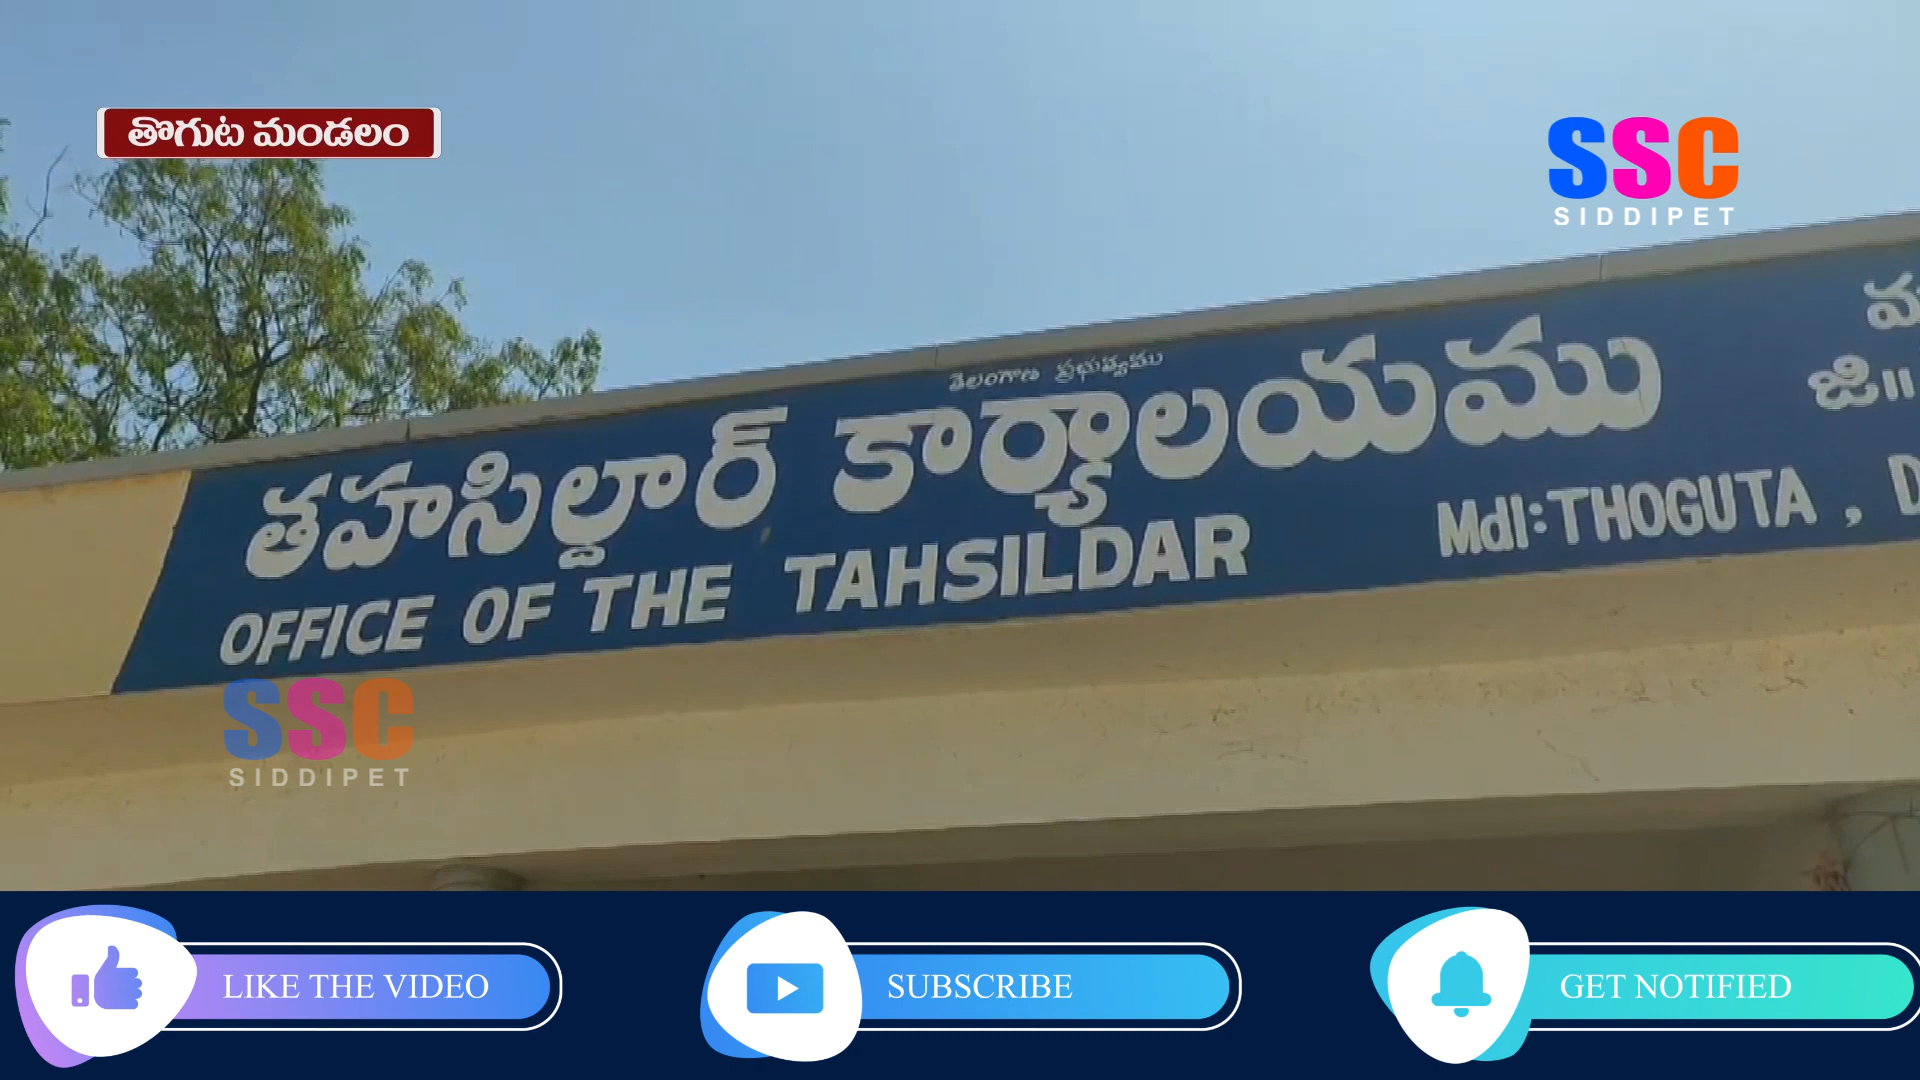 తొగుట మండలం
SSC
SIDDIPET
తెలంగాణ ప్రభుత్వము
తహసిల్దార్ కార్యాలయము
జి॥
OFFICE OF THE TAHSILDAR
Mdl:THOGUTA , D
SSC
SIDDIPET
LIKE THE VIDEO
SUBSCRIBE
GET NOTIFIED